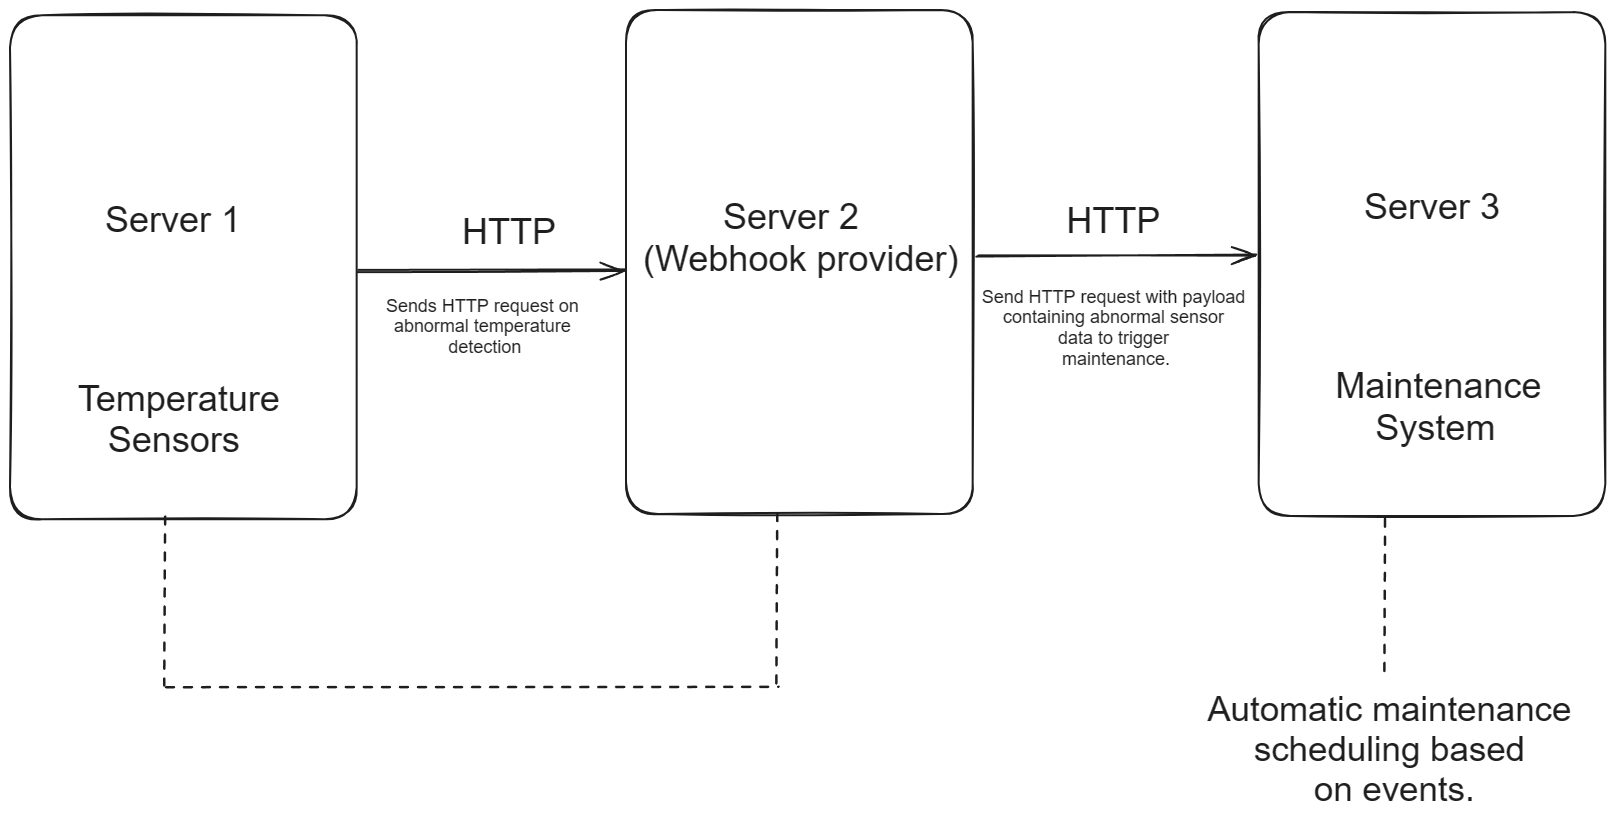 Server 1
Temperature
Sensors
HTTP
Sends HTTP request on
abnormal temperature
detection
Server 2
(Webhook provider)
HTTP
Send HTTP request with payload
containing abnormal sensor
data to trigger
maintenance.
Server 3
Maintenance
System
Automatic maintenance
scheduling based
on events.